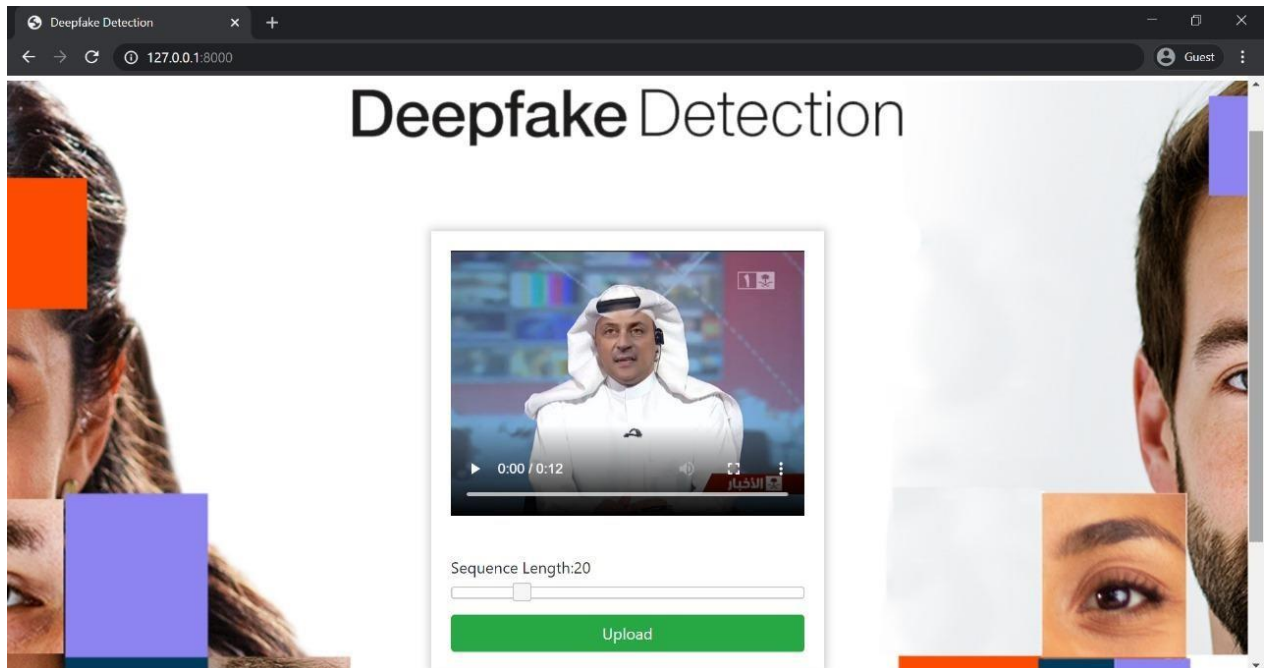 Deepfake Detection
127.0.0.1:8000
Guest
Deepfake Detection
1
0:00 / 0:12
الأخبار
Sequence Length:20
Upload